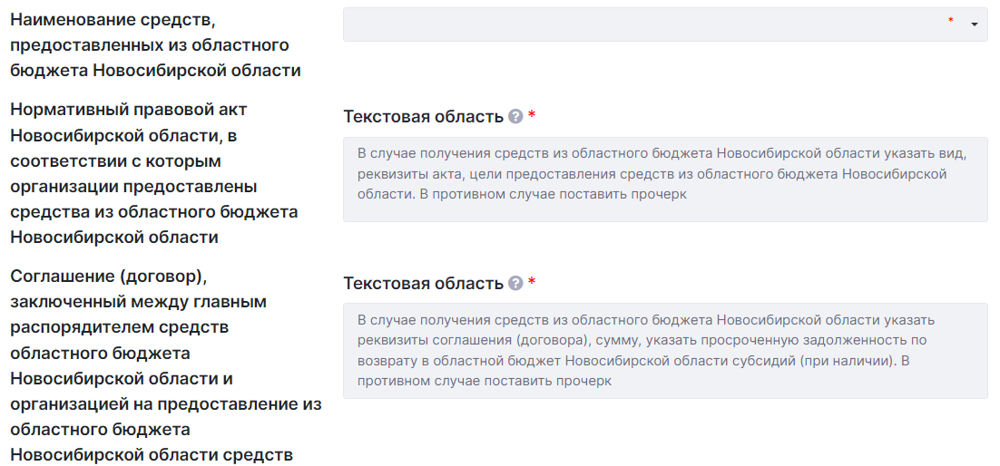 Наименование средств,
предоставленных из областного
бюджета Новосибирской области
*
Нормативный правовой акт
Новосибирской области, в
соответствии с которым
организации предоставлены
средства из областного бюджета
Новосибирской области
Текстовая область ? *
В случае получения средств из областного бюджета Новосибирской области указать вид,
реквизиты акта, цели предоставления средств из областного бюджета Новосибирской
области. В противном случае поставить прочерк
Соглашение (договор),
заключенный между главным
распорядителем средств
областного бюджета
Новосибирской области и
организацией на предоставление из
областного бюджета
Новосибирской области средств
Текстовая область ? *
В случае получения средств из областного бюджета Новосибирской области указать
реквизиты соглашения (договора), сумму, указать просроченную задолженность по
возврату в областной бюджет Новосибирской области субсидий (при наличии). В
противном случае поставить прочерк